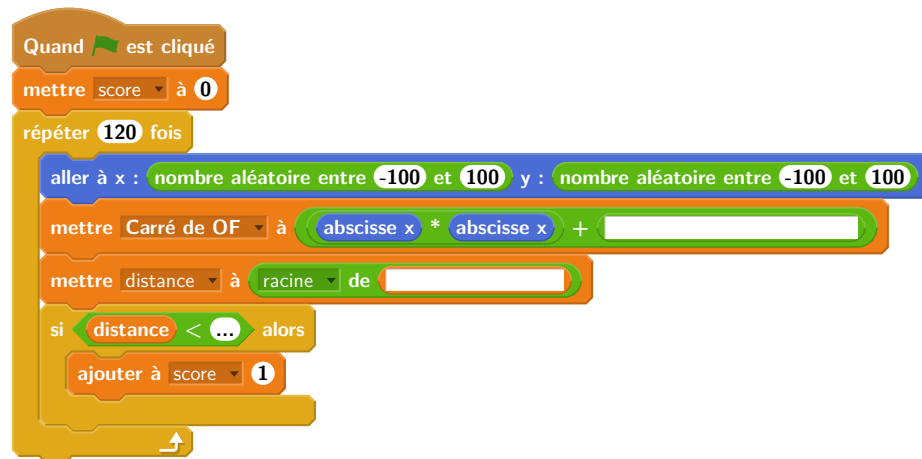 Quand est cliqué
mettre score à 0
répéter 120 fois
aller à x : nombre aléatoire entre -100 et 100 y : nombre aléatoire entre -100 et 100
mettre Carré de OF à abscisse x * abscisse x +
mettre distance à racine de
si distance < ... alors
ajouter à score 1